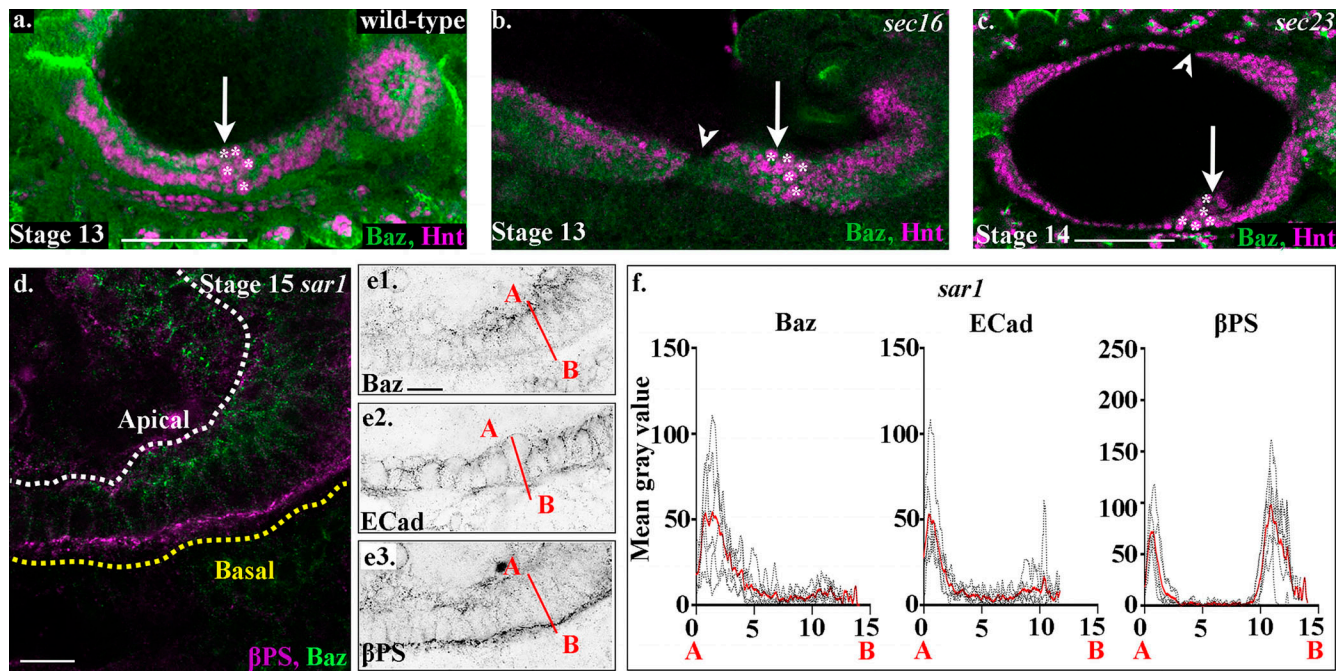 a.
wild-type
* * * * *
Stage 13
Baz, Hnt
b.
sec16
* * * * * *
Stage 13
Baz, Hnt
c.
sec23
* * * * * *
Stage 14
Baz, Hnt
d.
Stage 15 sar1
Apical
Basal
βPS, Baz
e1.
A
B
Baz
e2.
A
B
ECad
e3.
A
B
βPS
f.
sar1
Baz ECad βPS
Mean gray value
150 150 250
200
100 100 150
100
50 50 50
0 0 0
0 5 10 15 0 5 10 15 0 5 10 15
A B A B A B